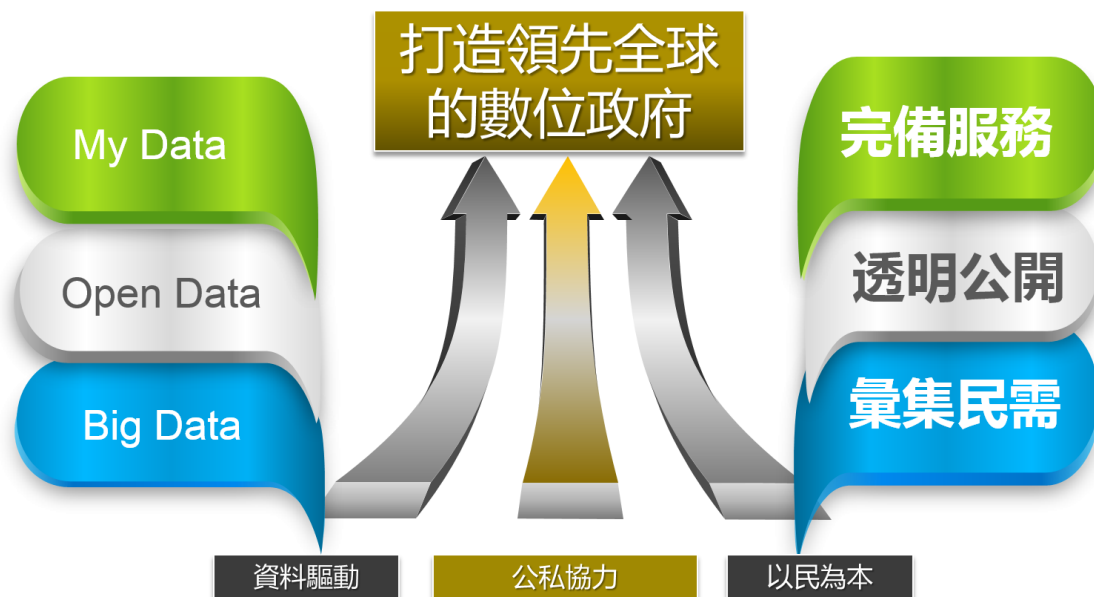 打造領先全球
的數位政府
My Data
Open Data
Big Data
完備服務
透明公開
彙集民需
資料驅動
公私協力
以民為本